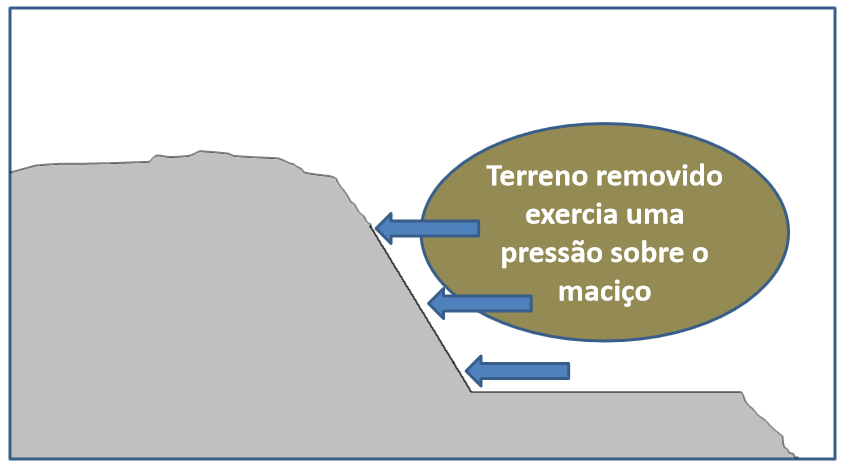 Terreno removido
exercia uma
pressão sobre o
maciço